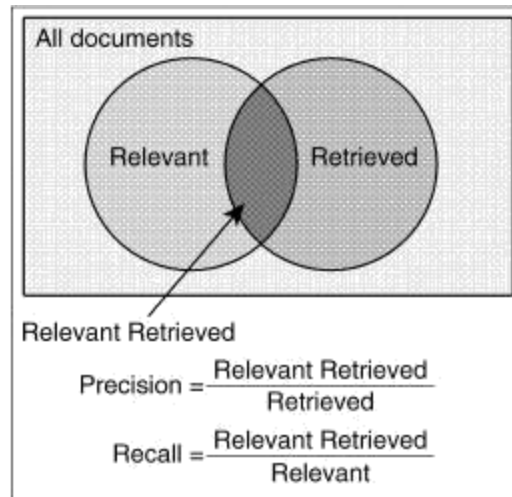 All documents
Relevant
Retrieved
Relevant Retrieved
Precision = Relevant Retrieved
Retrieved
Recall = Relevant Retrieved
Relevant